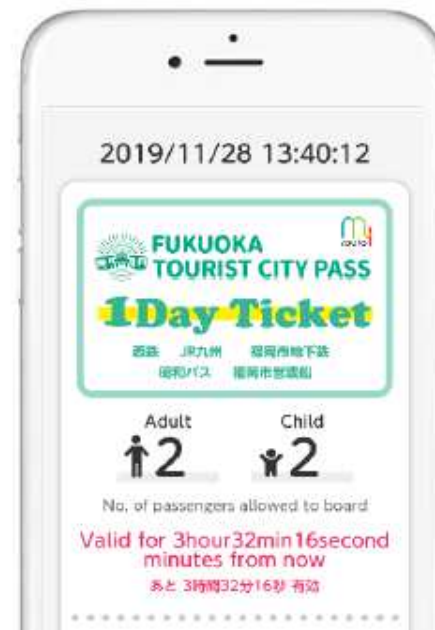 2019/11/28 13:40:12
FUKUOKA
TOURIST CITY PASS
my
route
1Day Ticket
西鉄 JR九州 福岡市地下鉄
昭和バス 福岡市営渡船
Adult Child
2 2
No. of passengers allowed to board
Valid for 3hour32min16second
minutes from now
あと 3時間32分16秒 有効